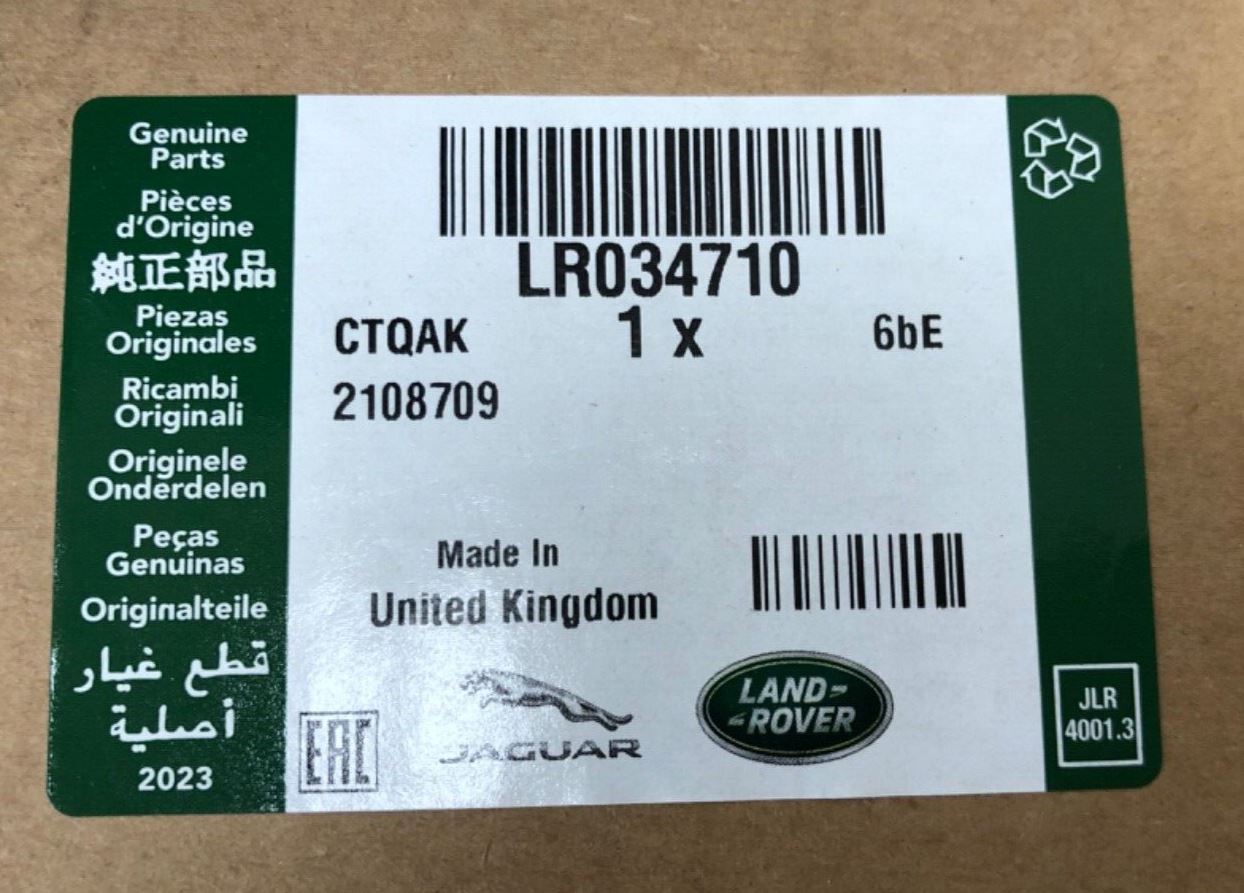 Genuine
Parts
Pièces
d'Origine
純正部品
Piezas
Originales
Ricambi
Originali
Originele
Onderdelen
Peças
Genuinas
Originalteile
قطع غيار
أصلية
2023
LR034710
CTQAK 1 x 6bE
2108709
Made In
United Kingdom
EAC
JAGUAR
LAND-
-ROVER
JLR
4001.3